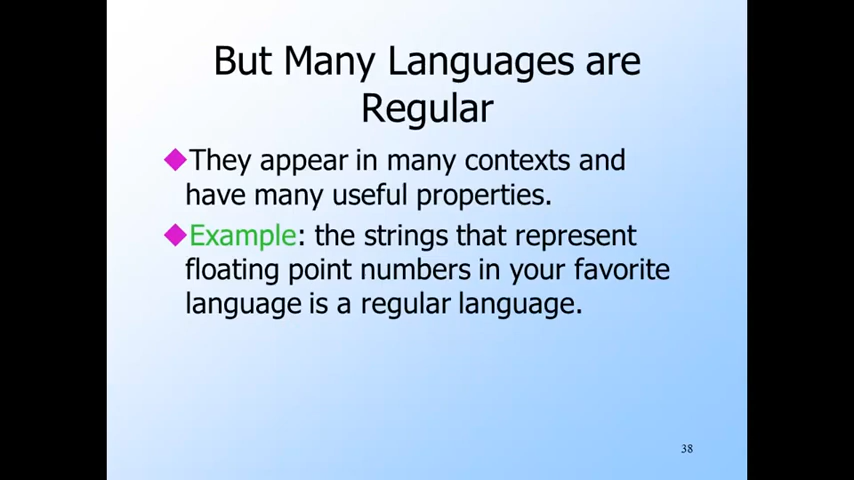 But Many Languages are
Regular
They appear in many contexts and
have many useful properties.
Example: the strings that represent
floating point numbers in your favorite
language is a regular language.
38